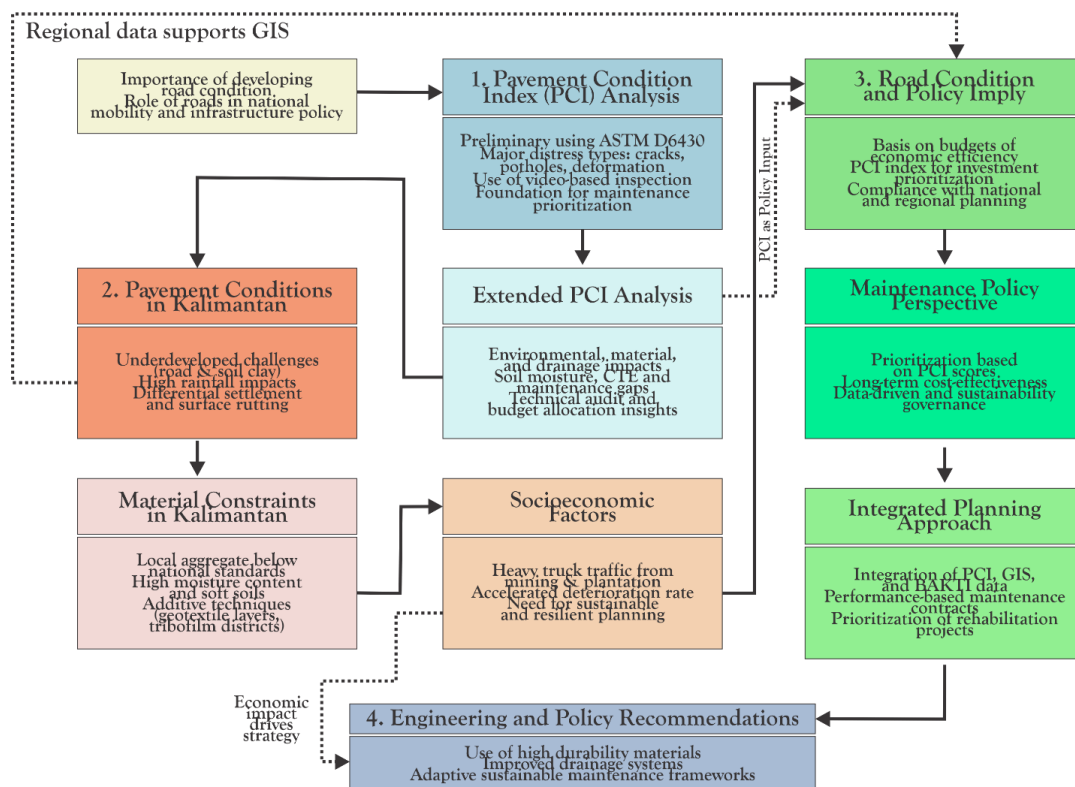 Regional data supports GIS
Importance of developing
road condition
Role of roads in national
mobility and infrastructure policy
1. Pavement Condition
Index (PCI) Analysis
Preliminary using ASTM D6430
Major distress types: cracks,
potholes, deformation
Use of video-based inspection
Foundation for maintenance
prioritization
3. Road Condition
and Policy Imply
Basis on budgets of
economic efficiency
PCI index for investment
prioritization
Compliance with national
and regional planning
PCI as Policy Input
2. Pavement Conditions
in Kalimantan
Underdeveloped challenges
(road & soil clay)
High rainfall impacts
Differential settlement
and surface rutting
Extended PCI Analysis
Environmental, material,
and drainage impacts
Soil moisture, CTE and
maintenance gaps
Technical audit and
budget allocation insights
Maintenance Policy
Perspective
Prioritization based
on PCI scores
Long-term cost-effectiveness
Data-driven and sustainability
governance
Material Constraints
in Kalimantan
Local aggregate below
national standards
High moisture content
and soft soils
Additive techniques
(geotextile layers,
tribofilm districts)
Socioeconomic
Factors
Heavy truck traffic from
mining & plantation
Accelerated deterioration rate
Need for sustainable
and resilient planning
Integrated Planning
Approach
Integration of PCI, GIS,
and BAKTI data
Performance-based maintenance
contracts
Prioritization of rehabilitation
projects
Economic
impact
drives
strategy
4. Engineering and Policy Recommendations
Use of high durability materials
Improved drainage systems
Adaptive sustainable maintenance frameworks